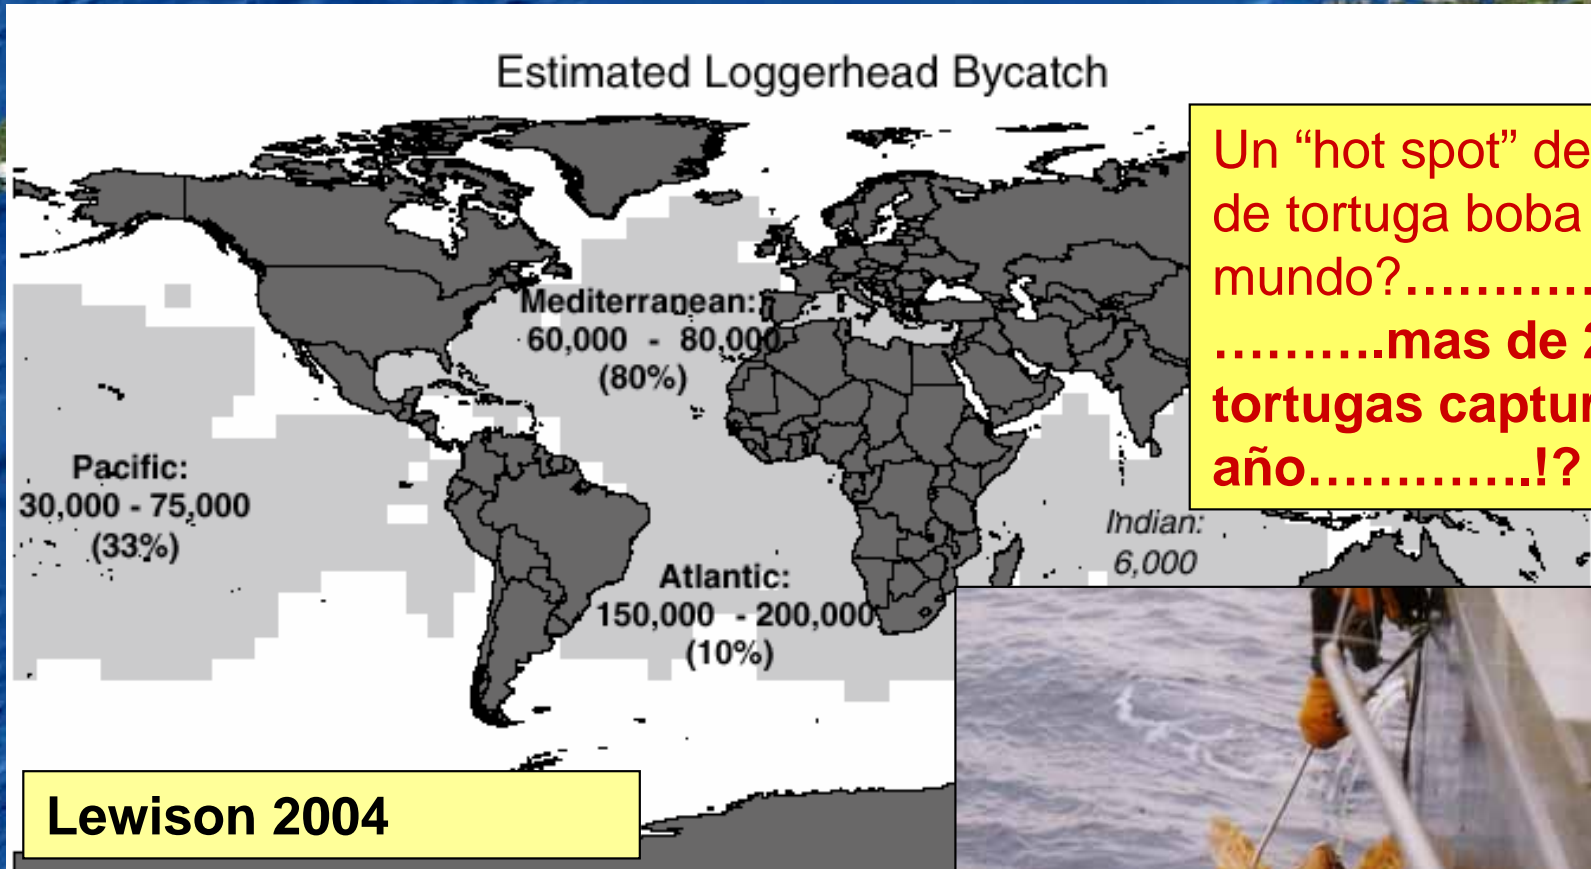 Estimated Loggerhead Bycatch
Un “hot spot” de
de tortuga boba
mundo?…………
……….mas de 2
tortugas captur
año………….!?
Mediterranean:
60,000 - 80,000
(80%)
Pacific:
30,000 - 75,000
(33%)
Indian:
6,000
Atlantic:
150,000 - 200,000
(10%)
Lewison 2004